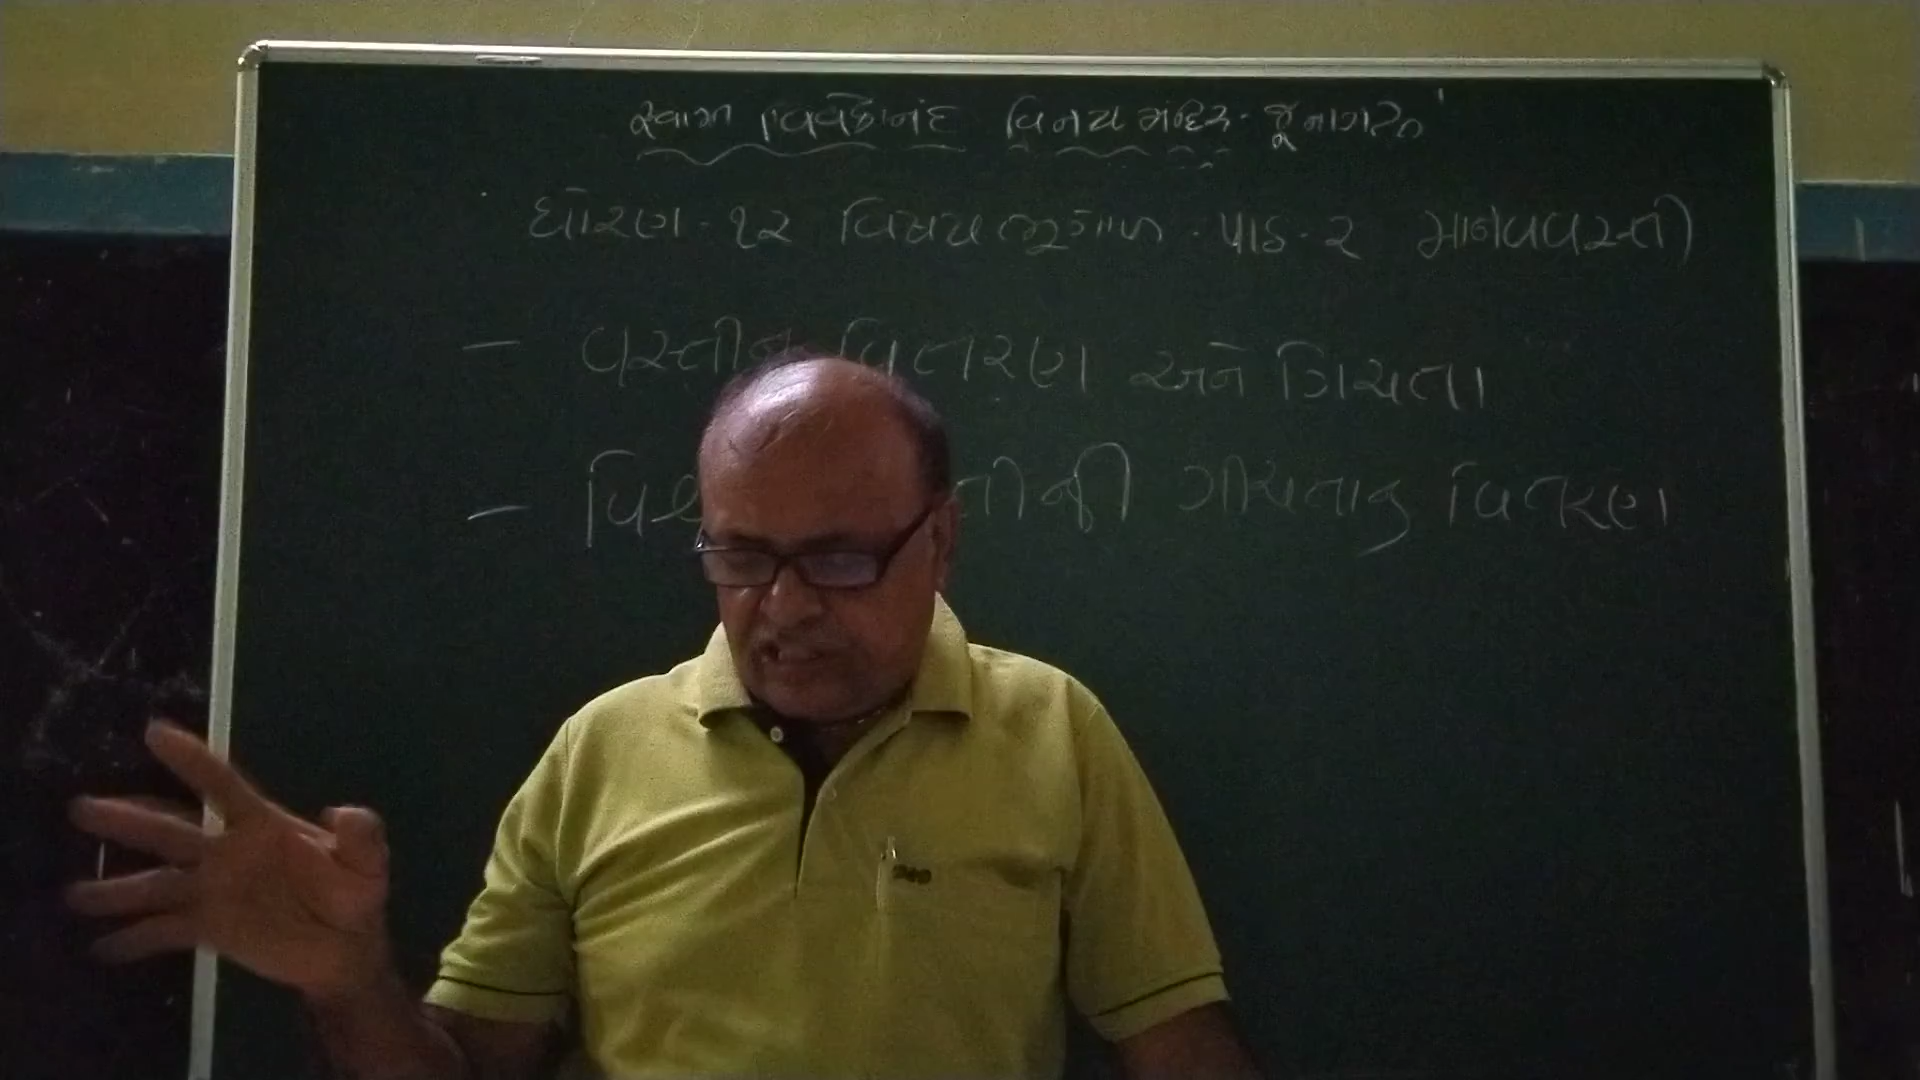 સ્વામી વિવેકાનંદ વિનય મંદિર - જૂનાગઢ
ધોરણ - ૧૨ વિષય ભૂગોળ - પાઠ - ૨ માનવવસ્તી
- વસ્તીનું વિતરણ અને ગિચતા
- ગીચતાનું વિતરણ